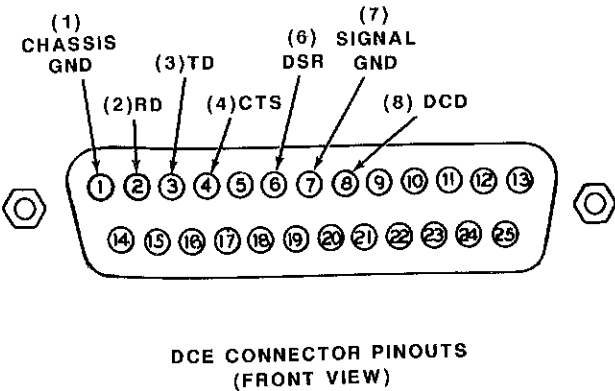 (1)
CHASSIS
GND
(2)RD
(3)TD
(4)CTS
(6)
DSR
(7)
SIGNAL
GND
(8) DCD
1 2 3 4 5 6 7 8 9 10 11 12 13
14 15 16 17 18 19 20 21 22 23 24 25
DCE CONNECTOR PINOUTS
(FRONT VIEW)